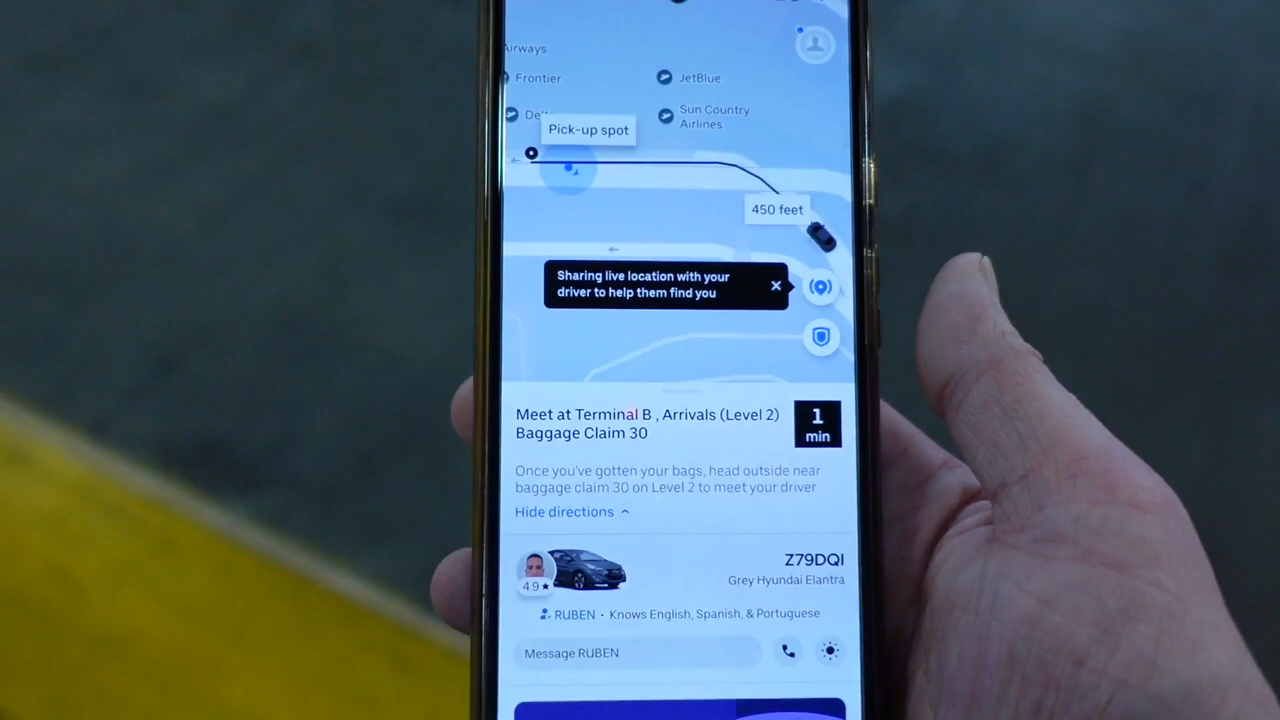 Airways
Frontier
JetBlue
Sun Country
Airlines
Pick-up spot
450 feet
Sharing live location with your
driver to help them find you
Meet at Terminal B , Arrivals (Level 2)
Baggage Claim 30
1
min
Once you've gotten your bags, head outside near
baggage claim 30 on Level 2 to meet your driver
Hide directions
Z79DQI
4.9★
Grey Hyundai Elantra
RUBEN • Knows English, Spanish, & Portuguese
Message RUBEN